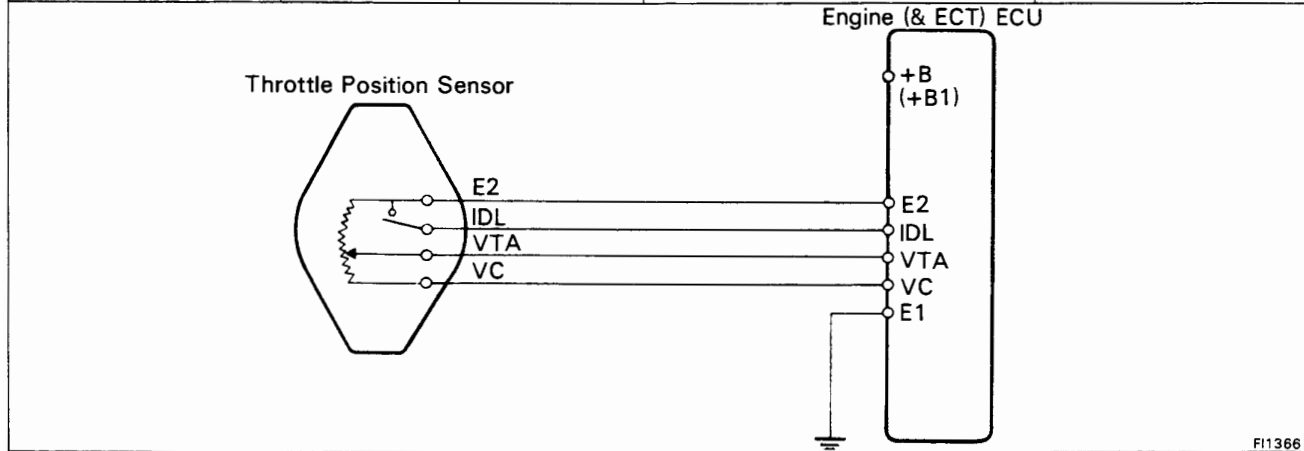 Engine (& ECT) ECU
+B
(+B1)
Throttle Position Sensor
E2
IDL
VTA
VC
E2
IDL
VTA
VC
E1
FI1366